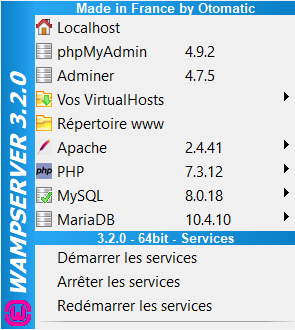 Made in France by Otomatic
Localhost
phpMyAdmin 4.9.2
Adminer 4.7.5
Vos VirtualHosts
Répertoire www
Apache 2.4.41
php PHP 7.3.12
MySQL 8.0.18
MariaDB 10.4.10
3.2.0 - 64bit - Services
Démarrer les services
Arrêter les services
Redémarrer les services
WAMPSERVER 3.2.0